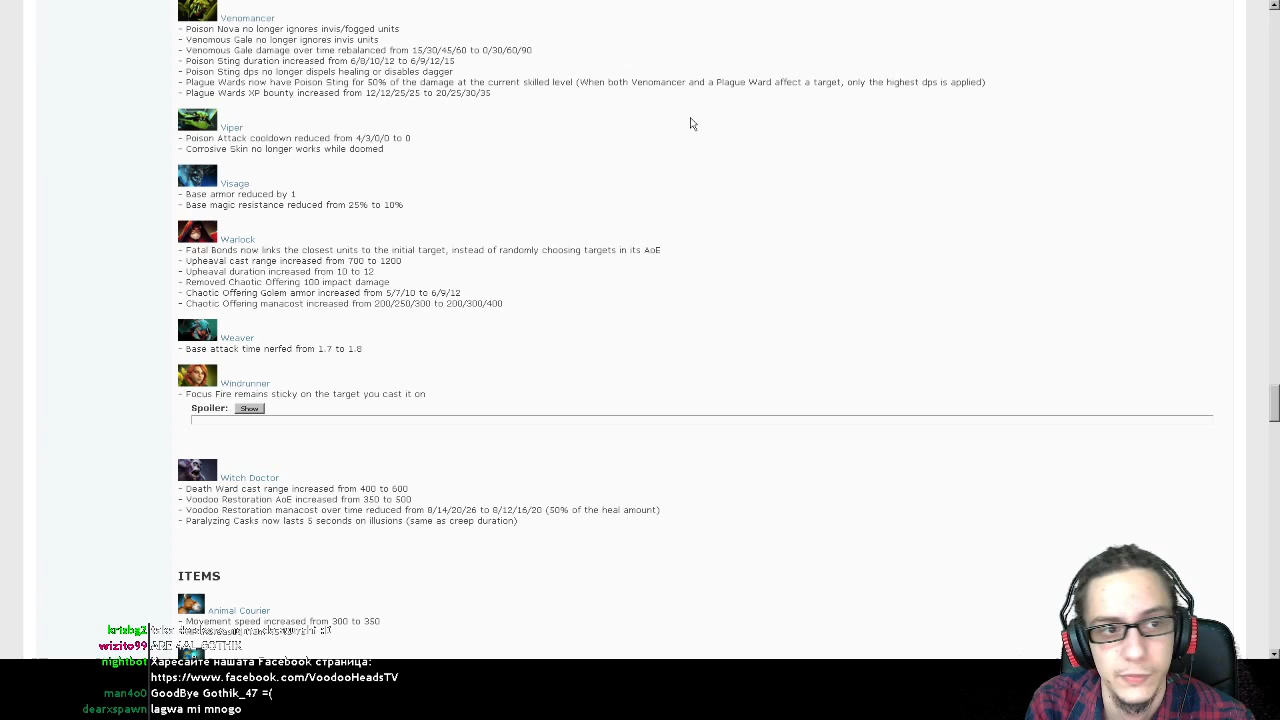 Venomancer
- Poison Nova no longer ignores invis/fogged units
- Venomous Gale no longer ignores invis units
- Venomous Gale damage over time rebalanced from 15/30/45/60 to 0/30/60/90
- Poison Sting duration increased from 6/8/10/12 to 6/9/12/15
- Poison Sting dps no longer dispels healing or disables dagger
- Plague Wards now have Poison Sting for 50% of the damage at the current skilled level (When both Venomancer and a Plague Ward affect a target, only the highest dps is applied)
- Plague Wards XP bounty increased from 12/12/25/25 to 20/25/30/35
Viper
- Poison Attack cooldown reduced from 4/3/0/0 to 0
- Corrosive Skin no longer works while doomed
Visage
- Base armor reduced by 1
- Base magic resistance reduced from 25% to 10%
Warlock
- Fatal Bonds now links the closest units to the initial target, instead of randomly choosing targets in its AoE
- Upheaval cast range increased from 700 to 1200
- Upheaval duration increased from 10 to 12
- Removed Chaotic Offering 100 impact damage
- Chaotic Offering Golem armor increased from 5/7/10 to 6/9/12
- Chaotic Offering manacost increased from 200/250/300 to 200/300/400
Weaver
- Base attack time nerfed from 1.7 to 1.8
Windrunner
- Focus Fire remains sticky on the target you cast it on
Spoiler: Show
Witch Doctor
- Death Ward cast range increased from 400 to 600
- Voodoo Restoration AoE increased from 350 to 500
- Voodoo Restoration manacost over time reduced from 8/14/20/26 to 8/12/16/20 (50% of the heal amount)
- Paralyzing Casks now lasts 5 seconds on illusions (same as creep duration)
ITEMS
Animal Courier
- Movement speed increased from 300 to 350
krisbg2
wizito99 ARE 4AL GOTHIK
nightbot Харесайте нашата Facebook страница:
https://www.facebook.com/VoodooHeadsTV
man4o0 GoodBye Gothik_47 =(
dearxspawn lagwa mi mnogo